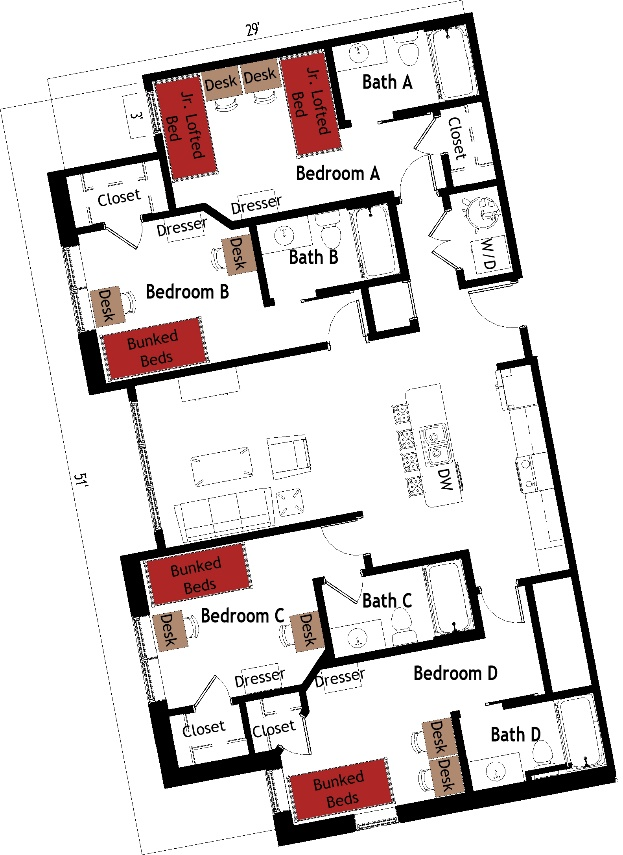 29'
Desk
Desk
Jr. Lofted
Bed
Jr. Lofted
Bed
Bath A
3'
Closet
Bedroom A
Closet
Dresser
Dresser
Desk
Bath B
W/D
Bedroom B
Desk
Bunked
Beds
51'
DW
Bunked
Beds
Bedroom C
Bath C
Desk
Desk
Dresser
Dresser
Bedroom D
Closet
Closet
Desk
Bath D
Desk
Bunked
Beds